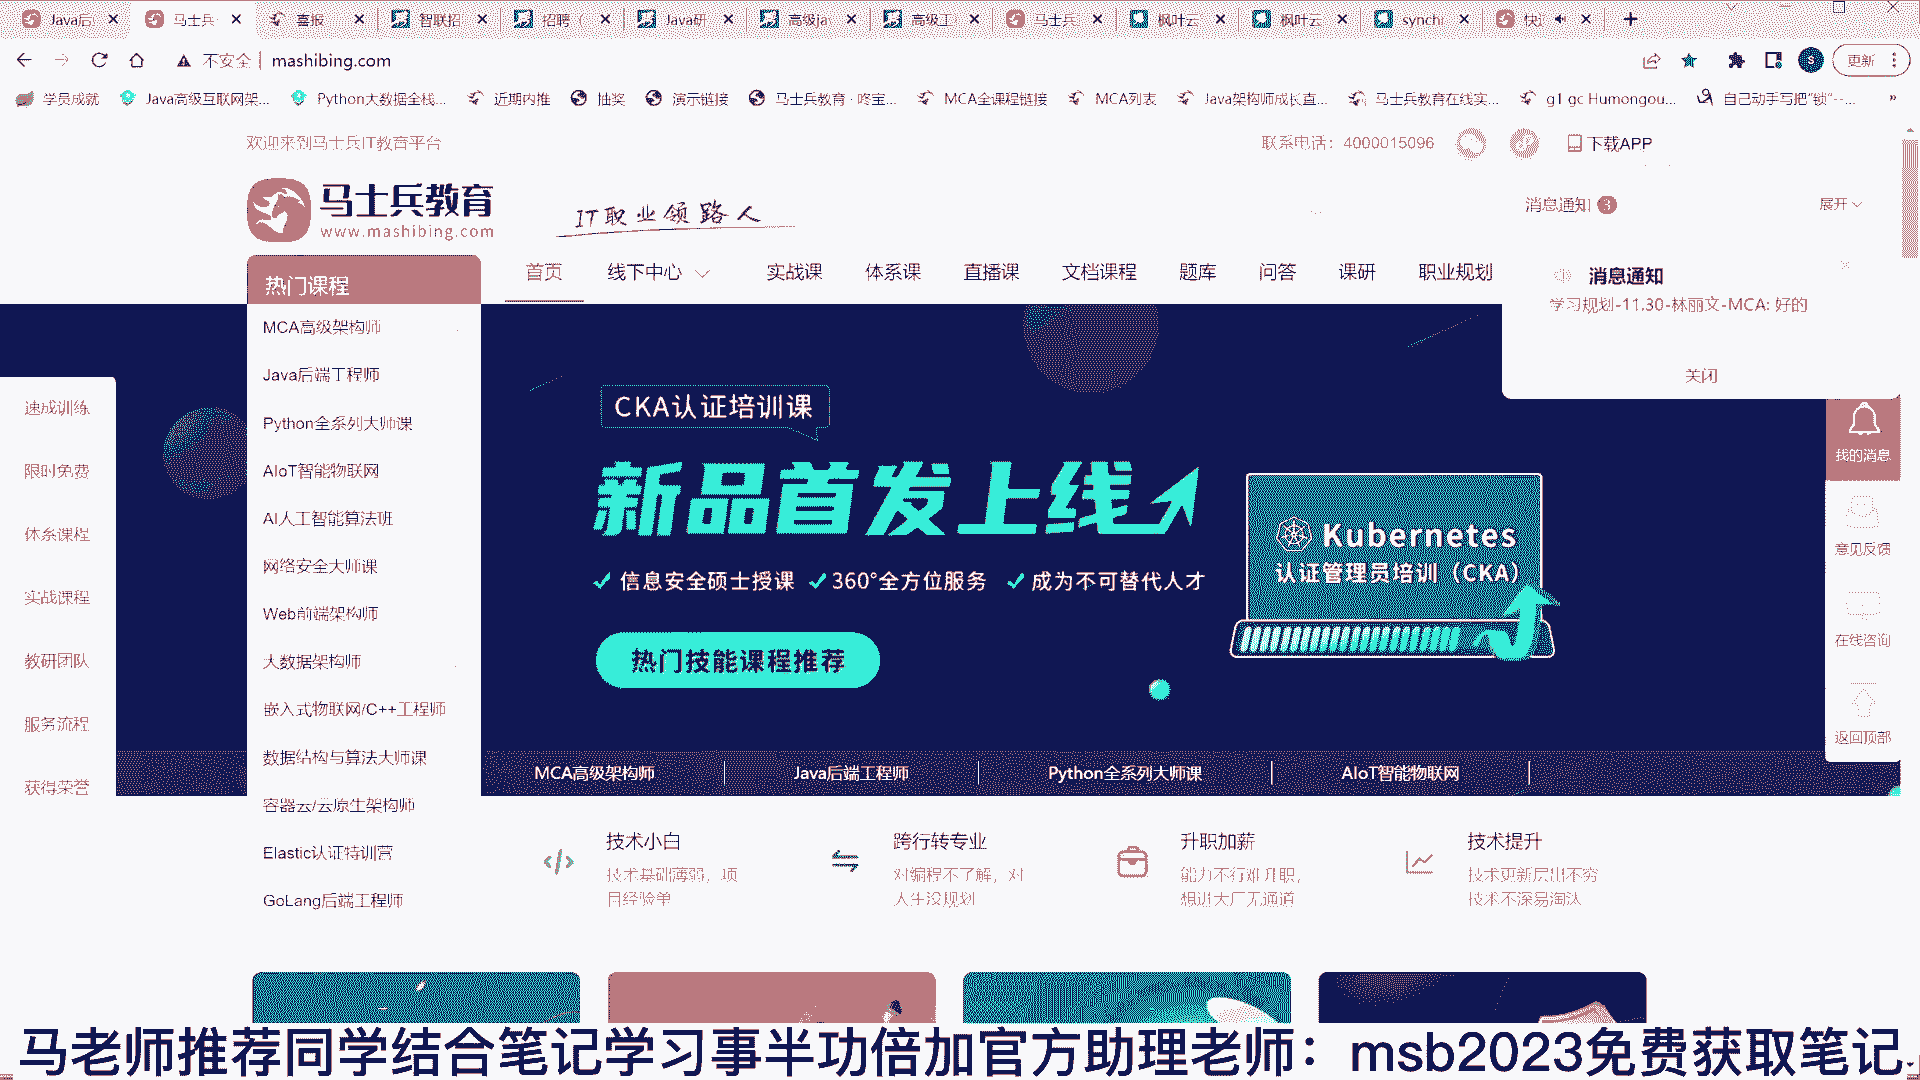 Java后
马士兵
喜报
智联招
招聘（
Java研
高级ja
高级工
马士兵
枫叶云
枫叶云
synchr
快速
不安全
mashibing.com
更新
学员成就
Java高级互联网架...
Python大数据全栈...
近期内推
抽奖
演示链接
马士兵教育 · 咚宝...
MCA全课程链接
MCA列表
Java架构师成长直...
马士兵教育在线实...
g1 gc Humongou...
自己动手写把“锁”--...
欢迎来到马士兵IT教育平台
联系电话：4000015096
下载APP
马士兵教育
www.mashibing.com
IT职业领路人
消息通知 3
展开
热门课程
首页
线下中心
实战课
体系课
直播课
文档课程
题库
问答
课研
职业规划
消息通知
学习规划-11.30-林丽文-MCA: 好的
关闭
MCA高级架构师
Java后端工程师
Python全系列大师课
AIoT智能物联网
AI人工智能算法班
网络安全大师课
Web前端架构师
大数据架构师
嵌入式物联网/C++工程师
数据结构与算法大师课
容器云/云原生架构师
Elastic认证特训营
GoLang后端工程师
速成训练
限时免费
体系课程
实战课程
教研团队
服务流程
获得荣誉
CKA认证培训课
新品首发上线
信息安全硕士授课
360°全方位服务
成为不可替代人才
热门技能课程推荐
Kubernetes
认证管理员培训（CKA）
我的消息
意见反馈
在线咨询
返回顶部
MCA高级架构师
Java后端工程师
Python全系列大师课
AIoT智能物联网
技术小白
技术基础薄弱，项
目经验单
跨行转专业
对编程不了解，对
人生没规划
升职加薪
能力不行难升职，
想进大厂无通道
技术提升
技术更新层出不穷
技术不深易淘汰
马老师推荐同学结合笔记学习事半功倍加官方助理老师：msb2023免费获取笔记